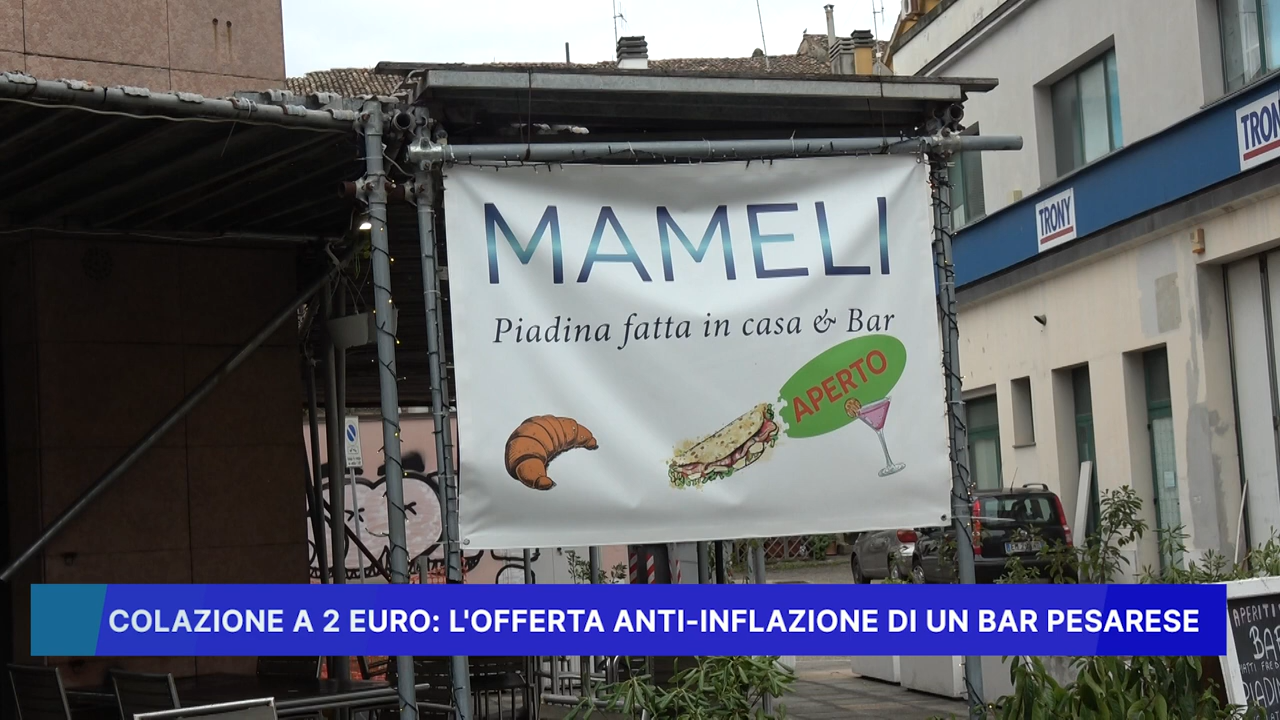 MAMELI
Piadina fatta in casa & Bar
APERTO
TRONY
TRONY
COLAZIONE A 2 EURO: L'OFFERTA ANTI-INFLAZIONE DI UN BAR PESARESE